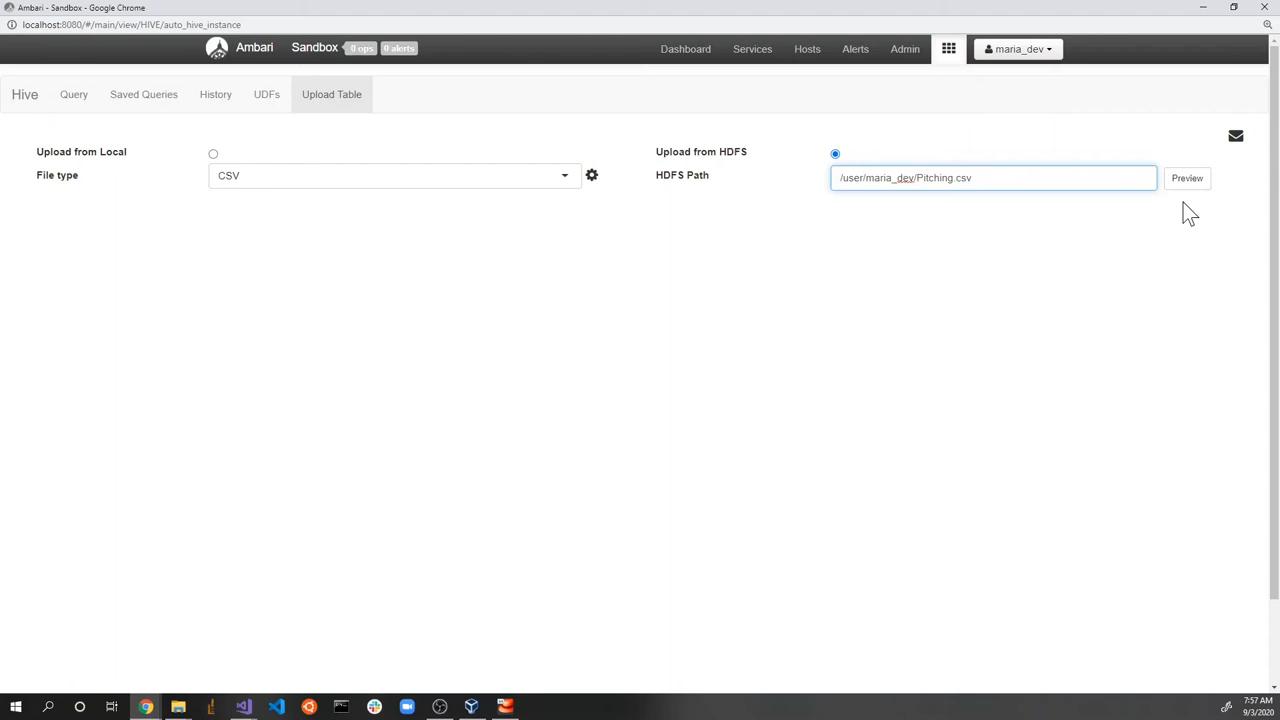 Ambari - Sandbox - Google Chrome
localhost:8080/#/main/view/HIVE/auto_hive_instance
Ambari Sandbox 0 ops 0 alerts Dashboard Services Hosts Alerts Admin maria_dev
Hive Query Saved Queries History UDFs Upload Table
Upload from Local Upload from HDFS
File type CSV HDFS Path /user/maria_dev/Pitching.csv Preview
7:57 AM
9/3/2020